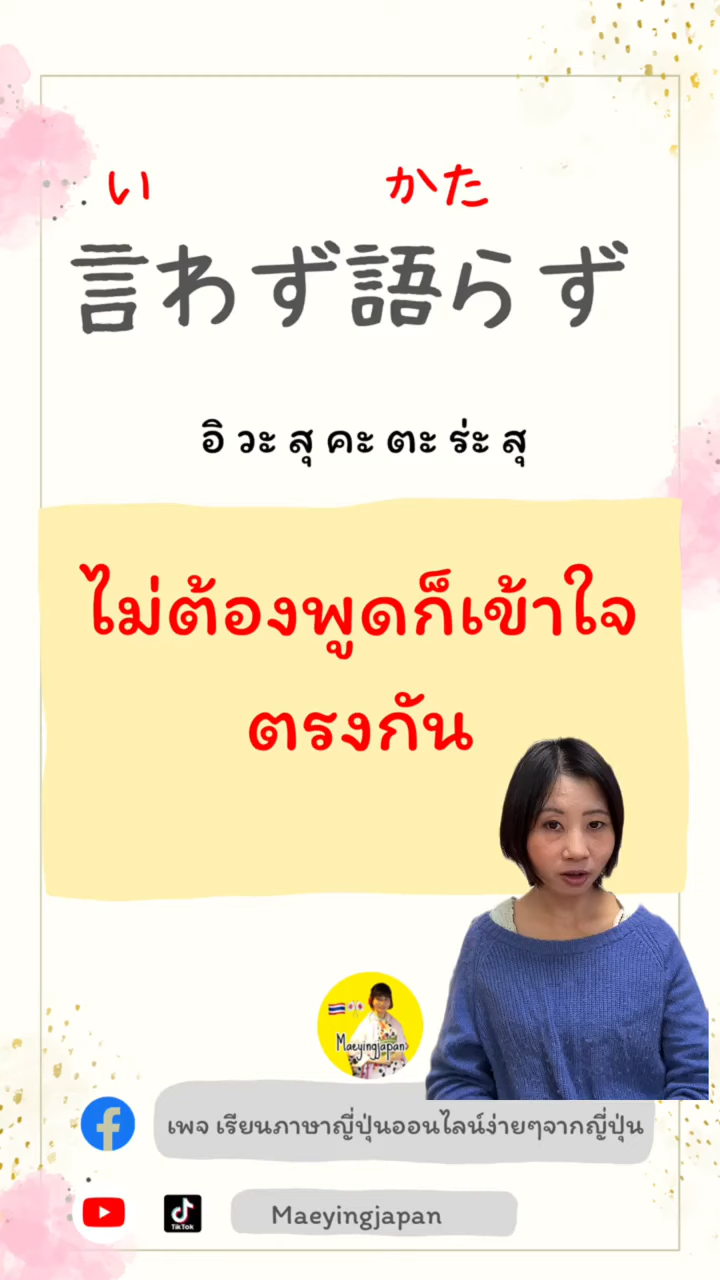 い かた
言わず語らず
อิ วะ สุ คะ ตะ ร่ะ สุ
ไม่ต้องพูดก็เข้าใจ
ตรงกัน
Maeyingjapan
เพจ เรียนภาษาญี่ปุ่นออนไลน์ง่ายๆจากญี่ปุ่น
TikTok
Maeyingjapan